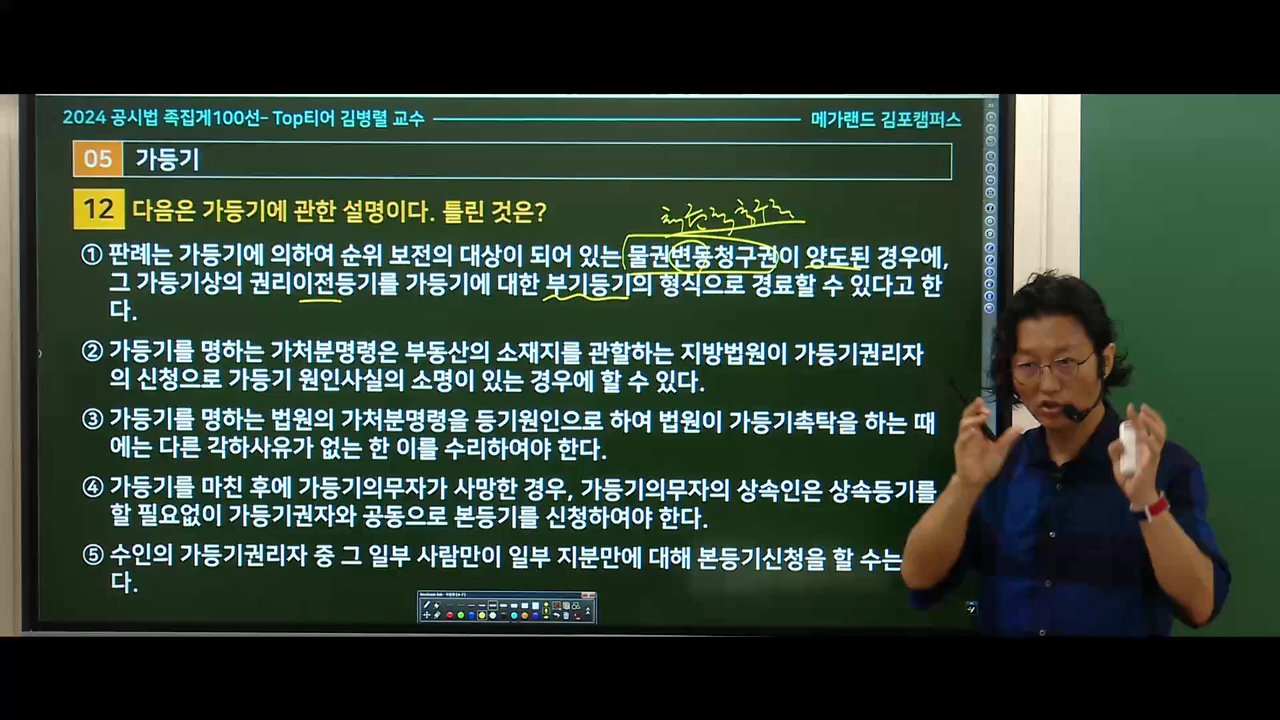 2024 공시법 족집게100선– Top티어 김병렬 교수
메가랜드 김포캠퍼스
05 가등기
12 다음은 가등기에 관한 설명이다. 틀린 것은?
채권적청구권
① 판례는 가등기에 의하여 순위 보전의 대상이 되어 있는 물권변동청구권이 양도된 경우에,
그 가등기상의 권리이전등기를 가등기에 대한 부기등기의 형식으로 경료할 수 있다고 한
다.
② 가등기를 명하는 가처분명령은 부동산의 소재지를 관할하는 지방법원이 가등기권리자
의 신청으로 가등기 원인사실의 소명이 있는 경우에 할 수 있다.
③ 가등기를 명하는 법원의 가처분명령을 등기원인으로 하여 법원이 가등기촉탁을 하는 때
에는 다른 각하사유가 없는 한 이를 수리하여야 한다.
④ 가등기를 마친 후에 가등기의무자가 사망한 경우, 가등기의무자의 상속인은 상속등기를
할 필요없이 가등기권자와 공동으로 본등기를 신청하여야 한다.
⑤ 수인의 가등기권리자 중 그 일부 사람만이 일부 지분만에 대해 본등기신청을 할 수는
다.